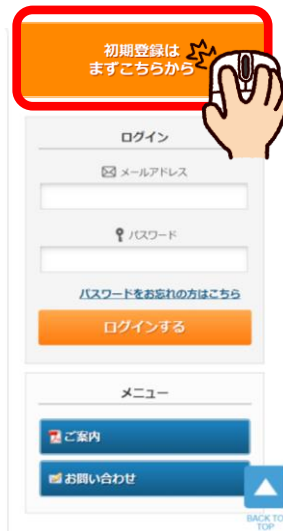 初期登録は
まずこちらから
ログイン
メールアドレス
パスワード
パスワードをお忘れの方はこちら
ログインする
メニュー
ご案内
お問い合わせ
BACK TO
TOP